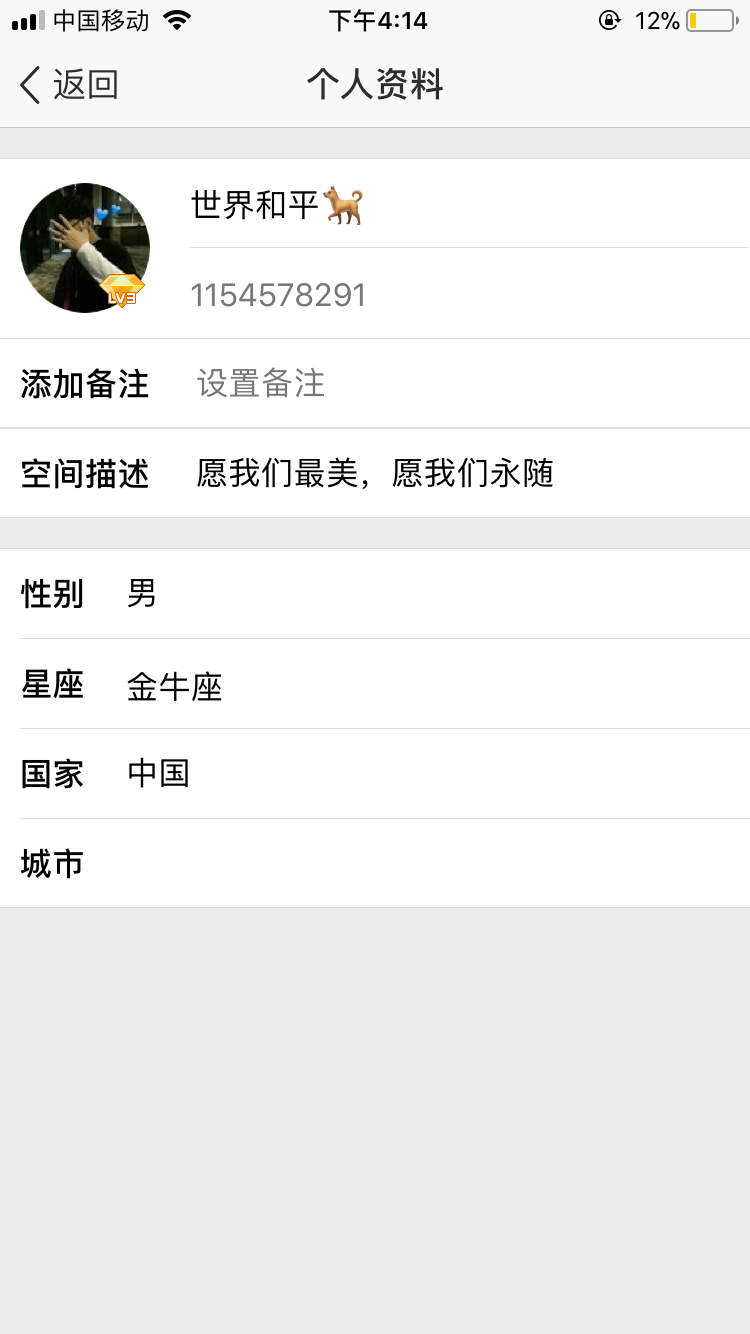 中国移动 下午4:14 12%
返回 个人资料
世界和平🐕
LV3
1154578291
添加备注 设置备注
空间描述 愿我们最美，愿我们永随
性别 男
星座 金牛座
国家 中国
城市